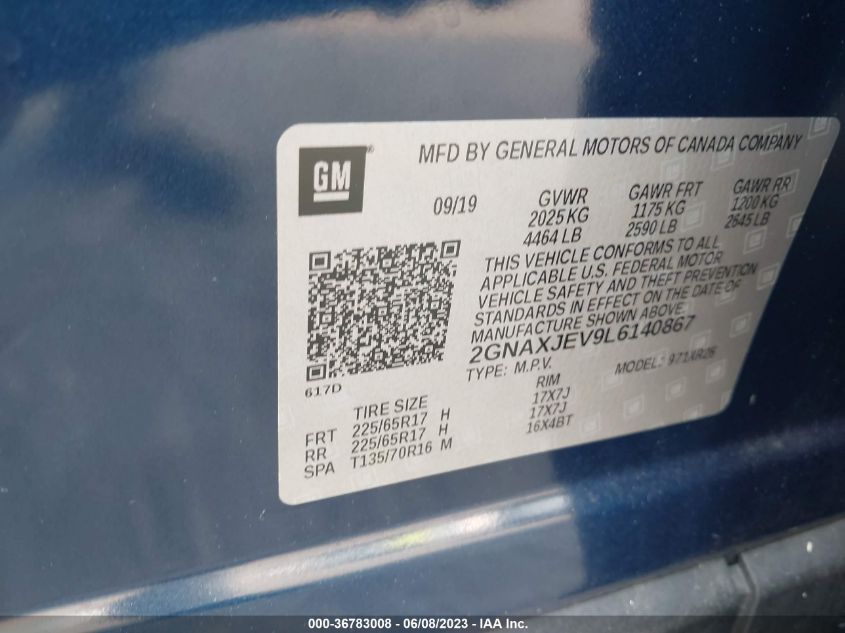 GM ®
MFD BY GENERAL MOTORS OF CANADA COMPANY
09/19
GVWR
2025 KG
4464 LB
GAWR FRT
1175 KG
2590 LB
GAWR RR
1200 KG
2645 LB
THIS VEHICLE CONFORMS TO ALL
APPLICABLE U.S. FEDERAL MOTOR
VEHICLE SAFETY AND THEFT PREVENTION
STANDARDS IN EFFECT ON THE DATE OF
MANUFACTURE SHOWN ABOVE.
2GNAXJEV9L6140867
TYPE: M.P.V. MODEL: 971XR26
617D
TIRE SIZE RIM
FRT 225/65R17 H 17X7J
RR 225/65R17 H 17X7J
SPA T135/70R16 M 16X4BT
000-36783008 - 06/08/2023 - IAA Inc.